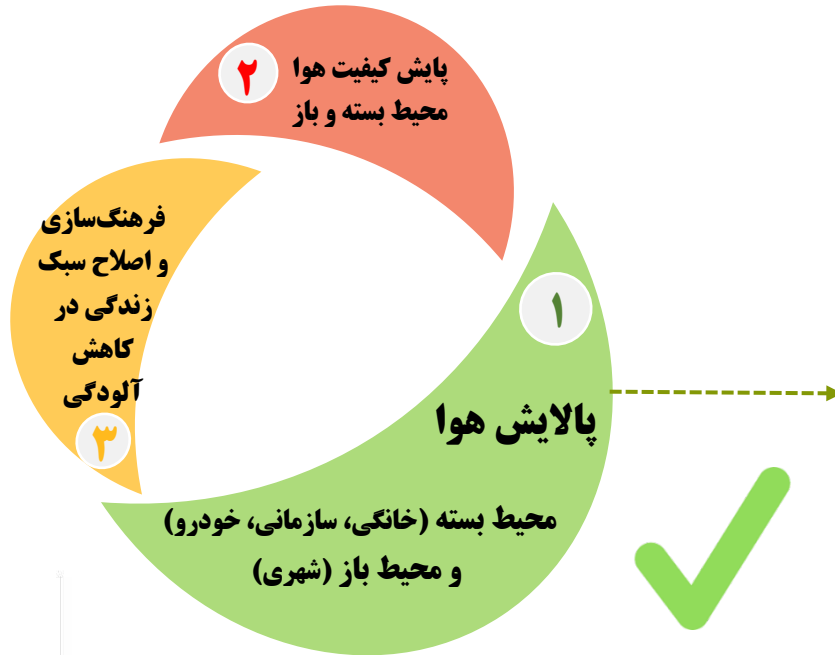 ۱
پالایش هوا
محیط بسته (خانگی، سازمانی، خودرو)
و محیط باز (شهری)
۲
پایش کیفیت هوا
محیط بسته و باز
فرهنگ‌سازی
و اصلاح سبک
زندگی در
کاهش
آلودگی
۳